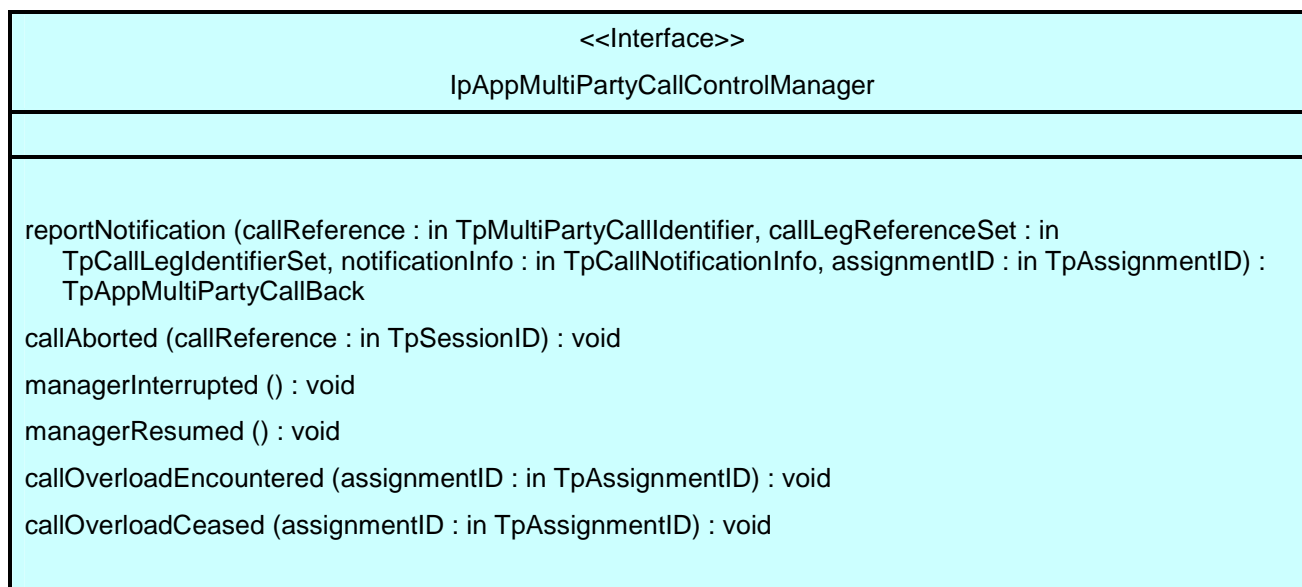 <<Interface>>
IpAppMultiPartyCallControlManager
reportNotification (callReference : in TpMultiPartyCallIdentifier, callLegReferenceSet : in
TpCallLegIdentifierSet, notificationInfo : in TpCallNotificationInfo, assignmentID : in TpAssignmentID) :
TpAppMultiPartyCallBack
callAborted (callReference : in TpSessionID) : void
managerInterrupted () : void
managerResumed () : void
callOverloadEncountered (assignmentID : in TpAssignmentID) : void
callOverloadCeased (assignmentID : in TpAssignmentID) : void